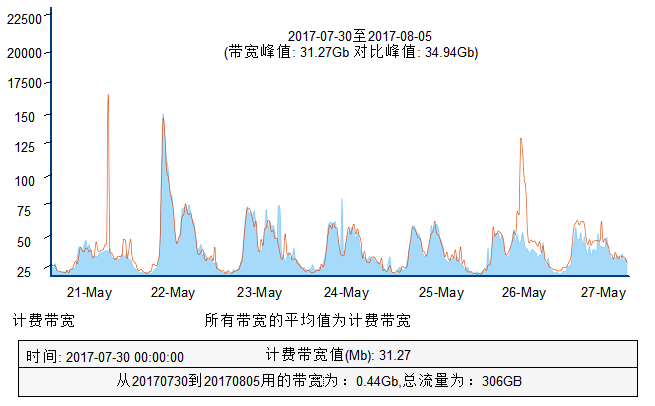 2017-07-30至2017-08-05
(带宽峰值: 31.27Gb 对比峰值: 34.94Gb)
22500
20000
17500
150
125
100
75
50
25
21-May 22-May 23-May 24-May 25-May 26-May 27-May
计费带宽 所有带宽的平均值为计费带宽
时间: 2017-07-30 00:00:00 计费带宽值(Mb): 31.27
从20170730到20170805用的带宽为： 0.44Gb,总流量为： 306GB